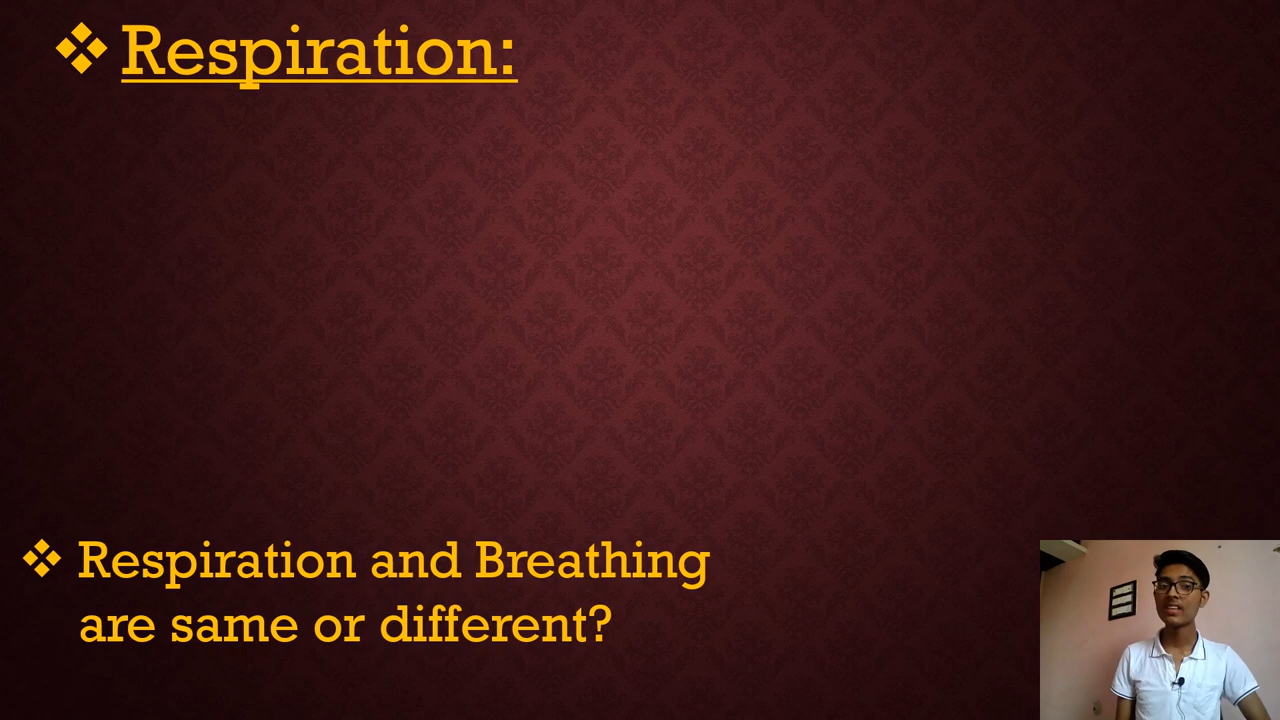 ❖ Respiration:
❖ Respiration and Breathing
are same or different?